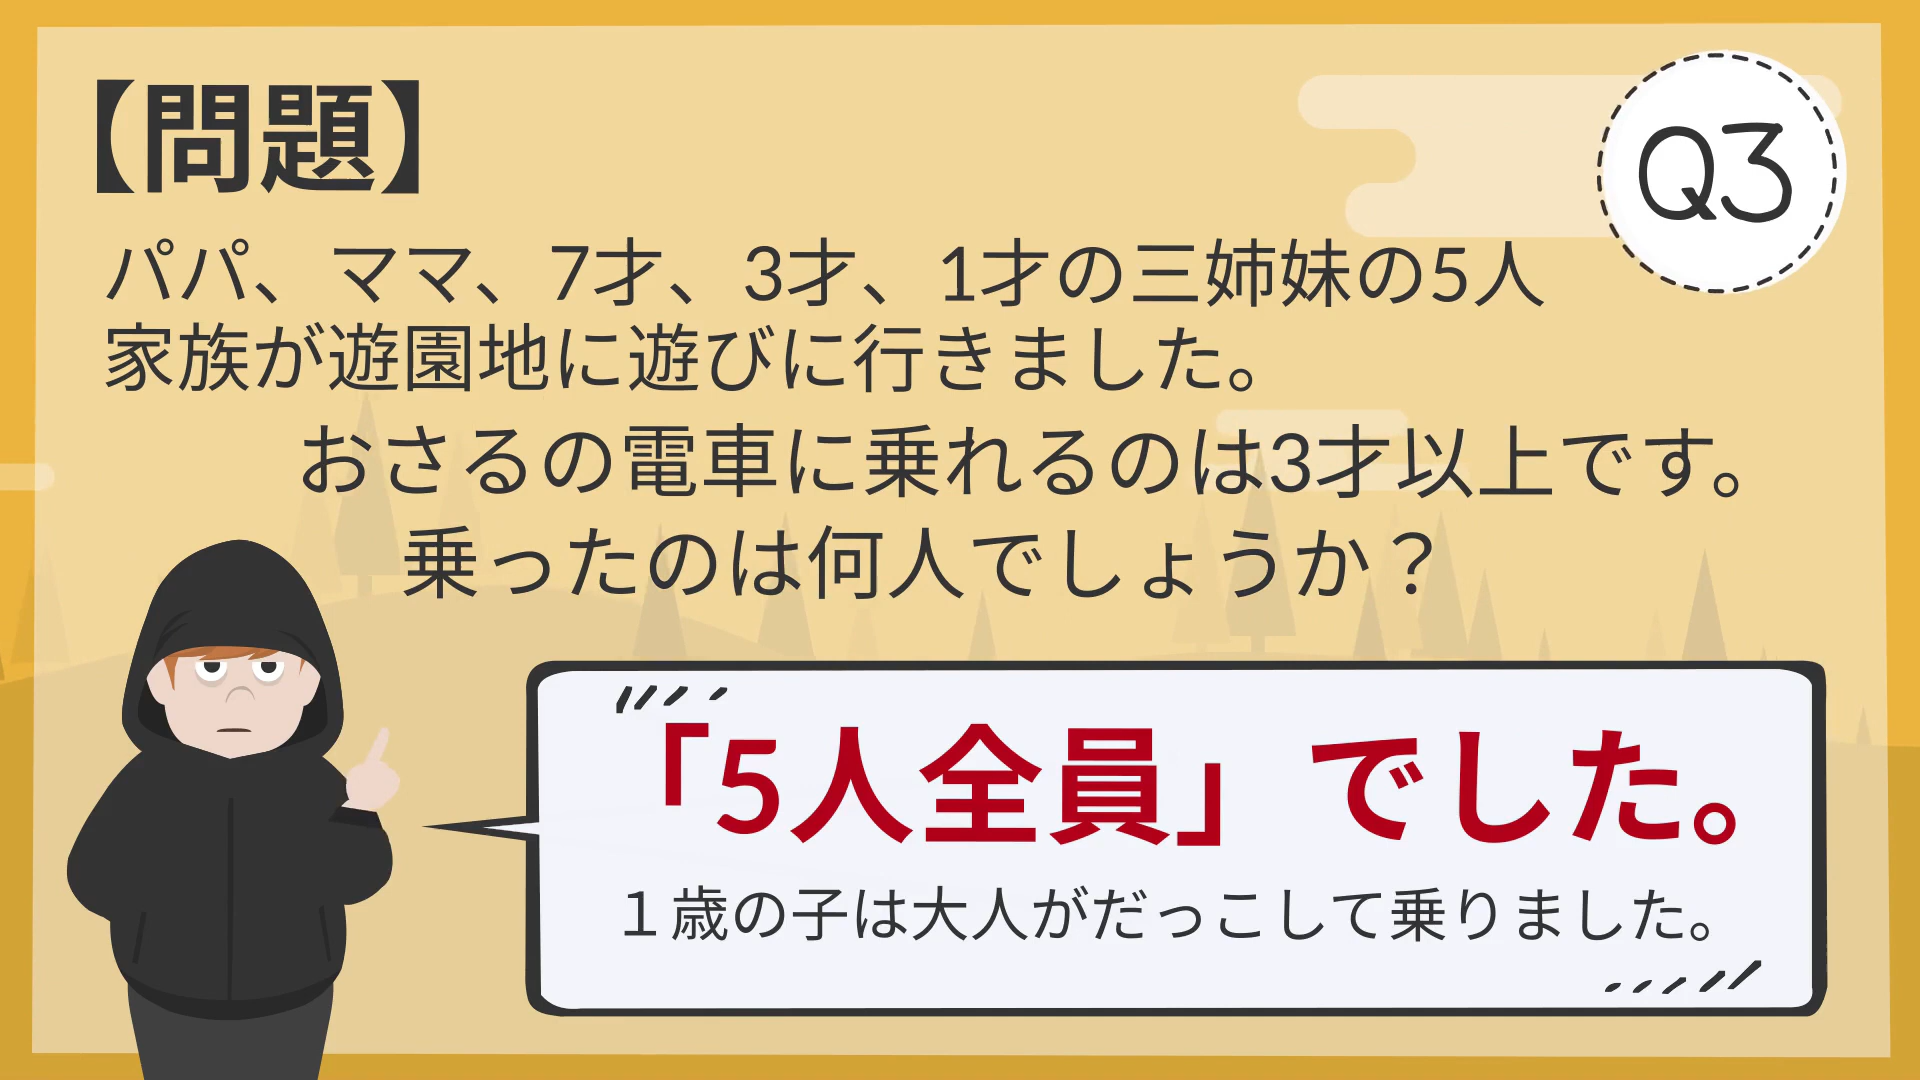 【問題】
Q3
パパ、ママ、7才、3才、1才の三姉妹の5人
家族が遊園地に遊びに行きました。
おさるの電車に乗れるのは3才以上です。
乗ったのは何人でしょうか？
「5人全員」でした。
１歳の子は大人がだっこして乗りました。